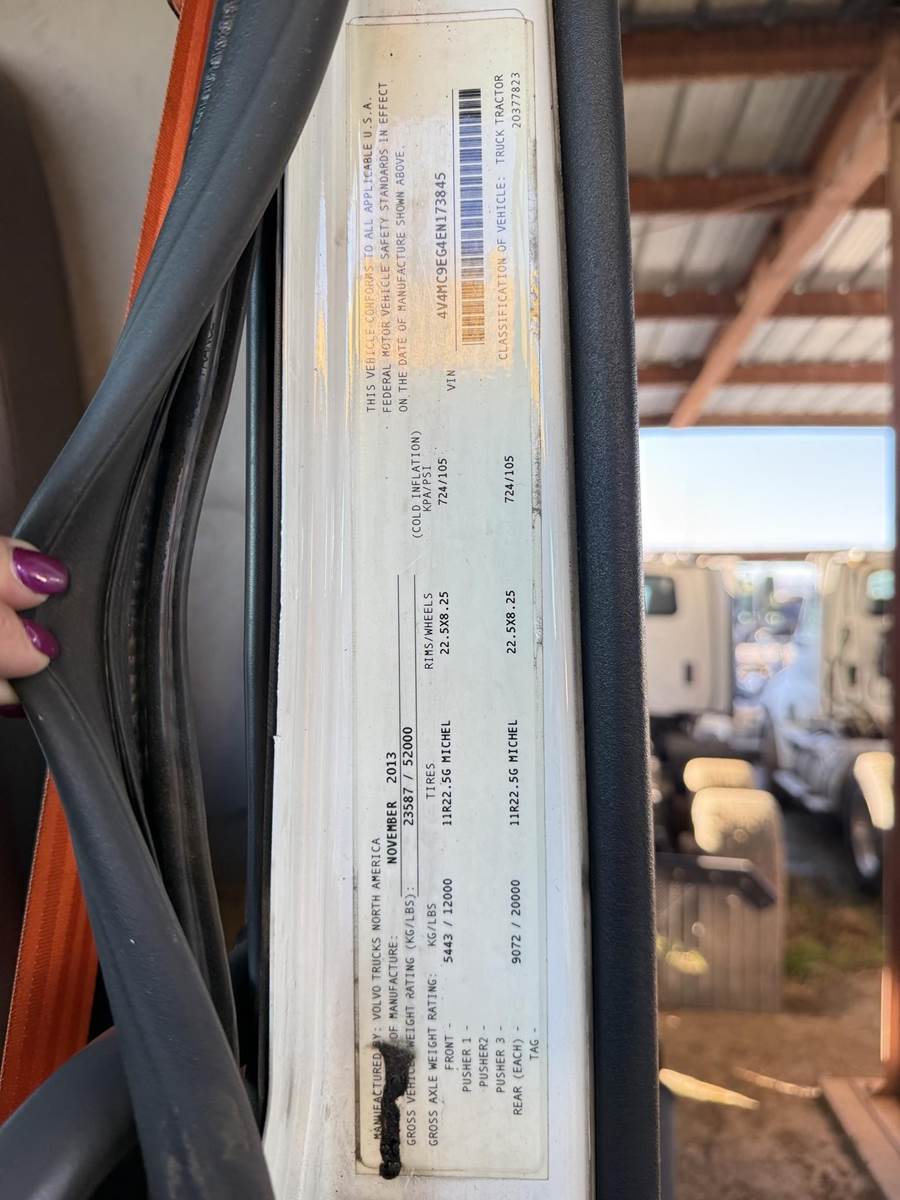 MANUFACTURED BY: VOLVO TRUCKS NORTH AMERICA
OF MANUFACTURE: NOVEMBER 2013
GROSS VEHICLE WEIGHT RATING (KG/LBS): 23587 / 52000
GROSS AXLE WEIGHT RATING: KG/LBS TIRES RIMS/WHEELS (COLD INFLATION) KPA/PSI
FRONT - 5443 / 12000 11R22.5G MICHEL 22.5X8.25 724/105
PUSHER 1 -
PUSHER2 -
PUSHER 3 -
REAR (EACH) - 9072 / 20000 11R22.5G MICHEL 22.5X8.25 724/105
TAG -
THIS VEHICLE CONFORMS TO ALL APPLICABLE U.S.A.
FEDERAL MOTOR VEHICLE SAFETY STANDARDS IN EFFECT
ON THE DATE OF MANUFACTURE SHOWN ABOVE.
VIN 4V4MC9EG4EN173845
CLASSIFICATION OF VEHICLE: TRUCK TRACTOR
20377823